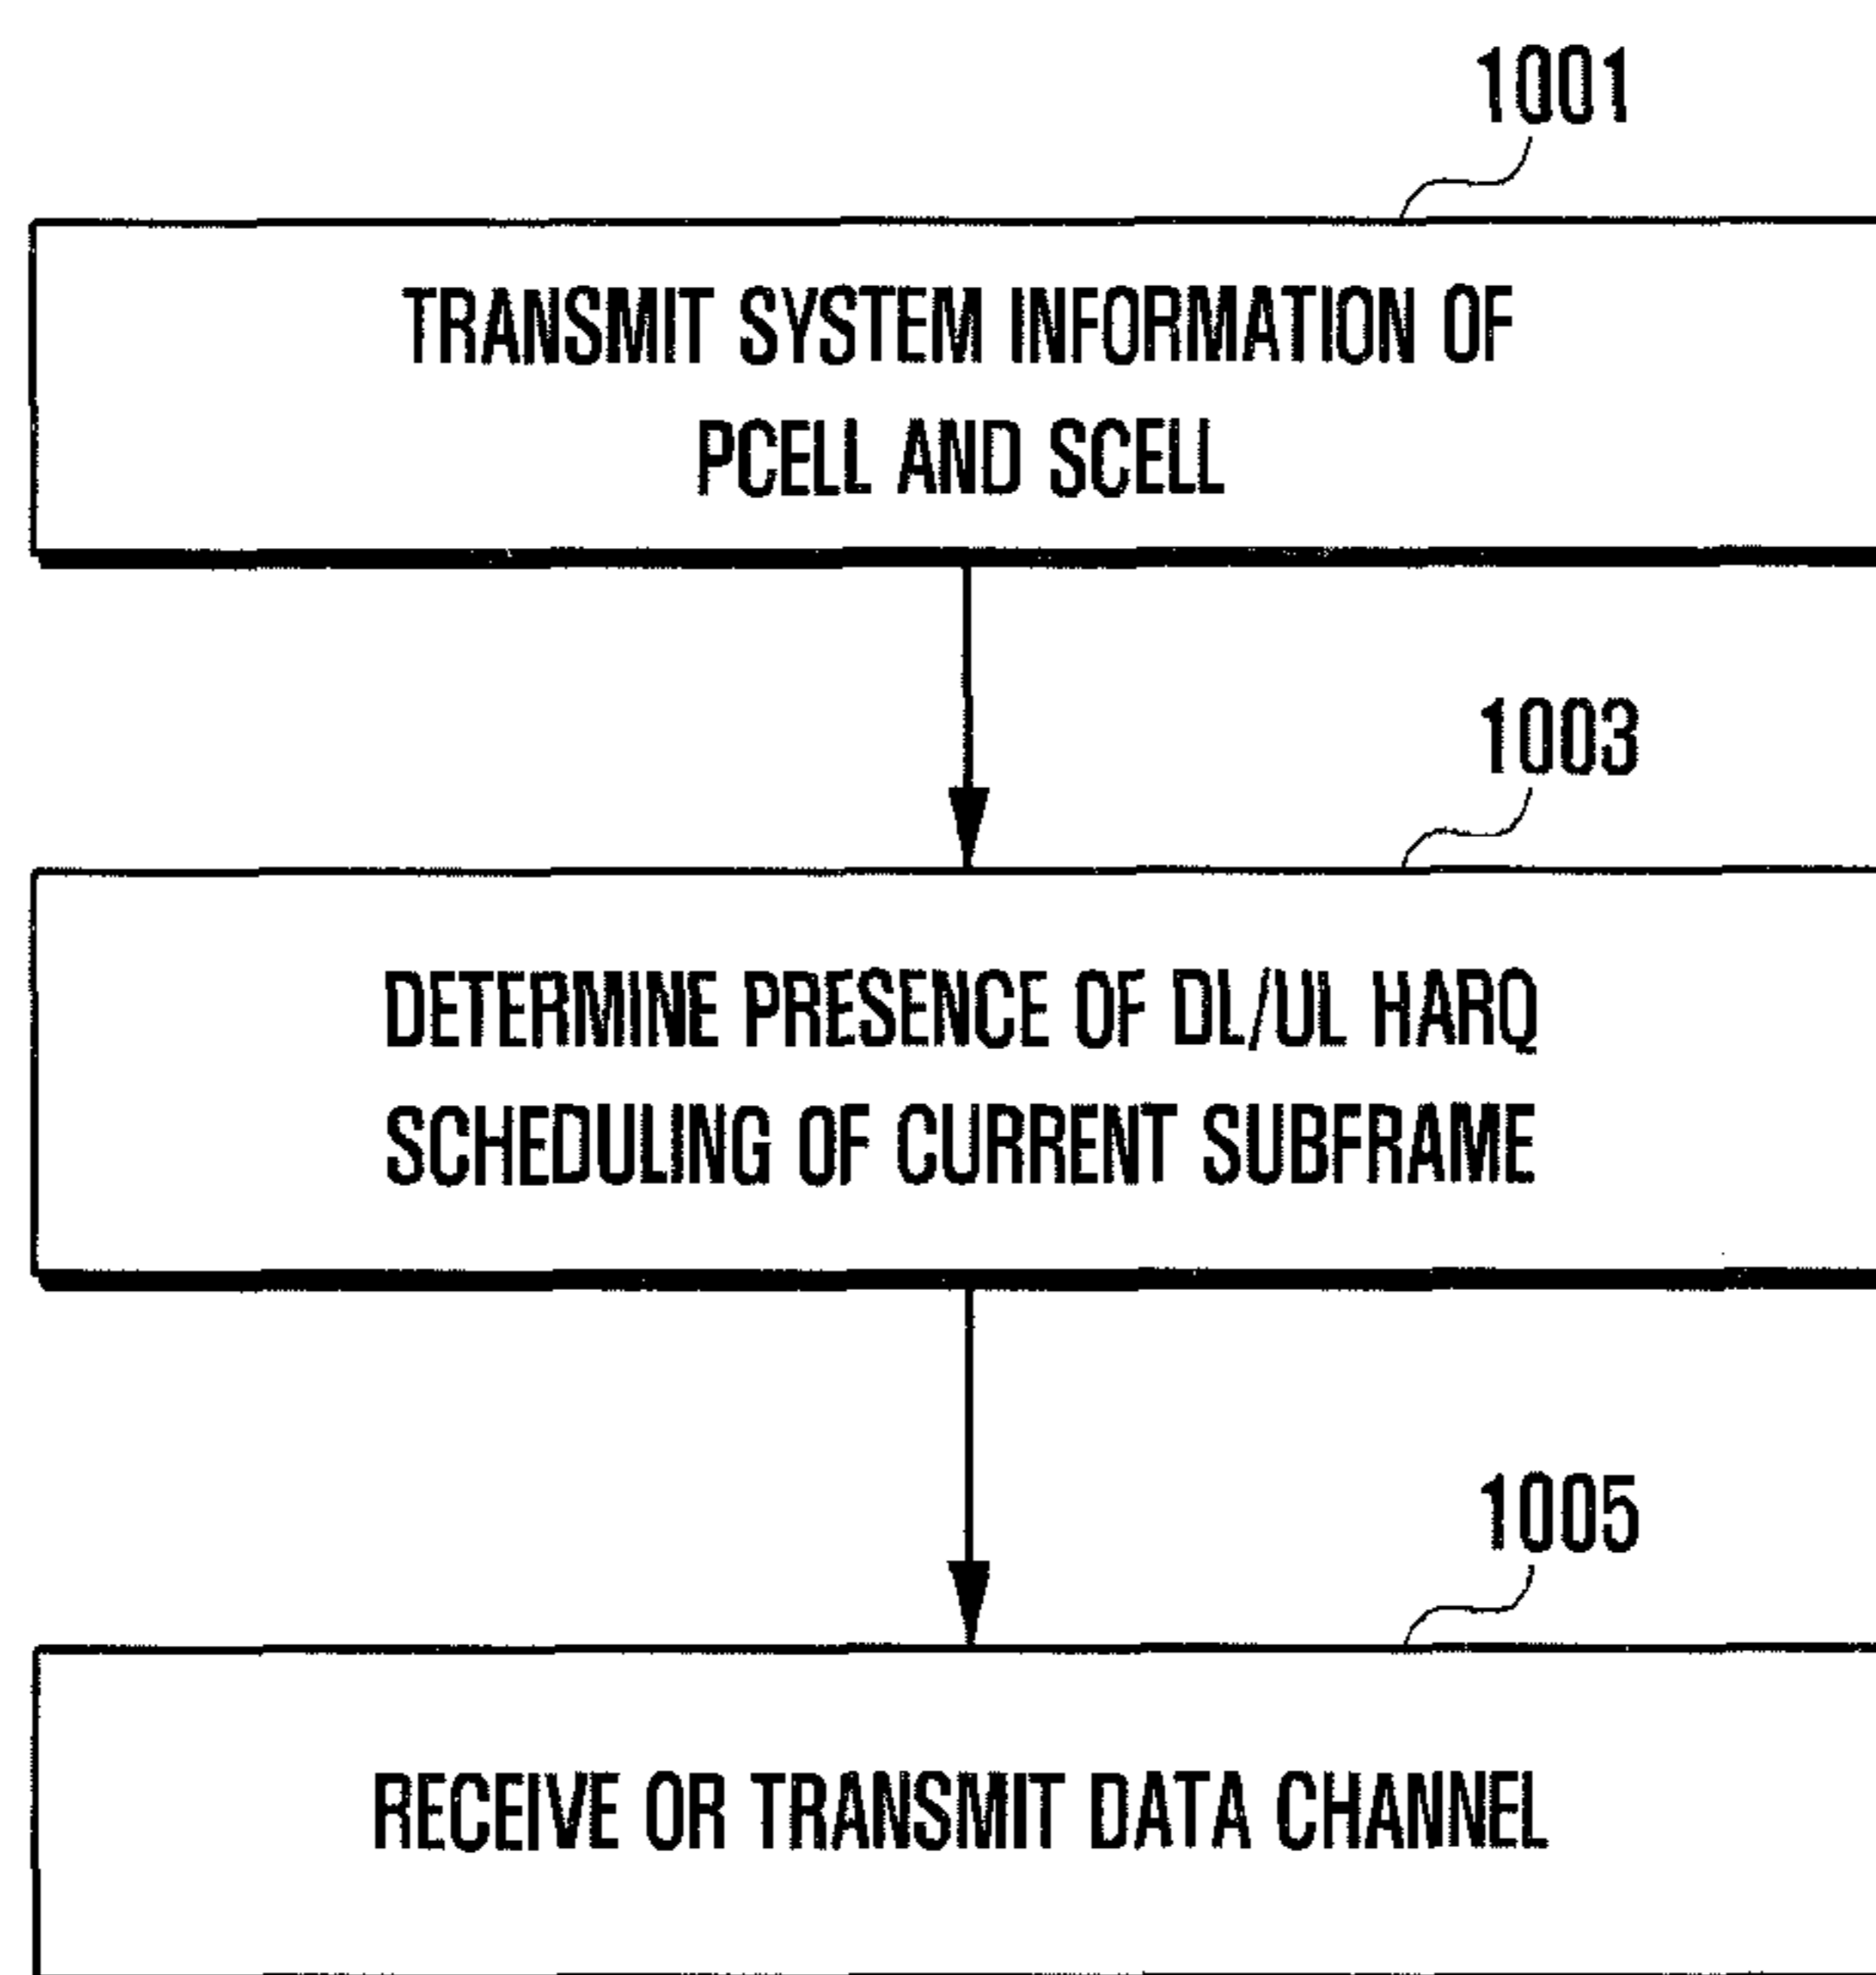 1001
TRANSMIT SYSTEM INFORMATION OF
PCELL AND SCELL
1003
DETERMINE PRESENCE OF DL/UL HARQ
SCHEDULING OF CURRENT SUBFRAME
1005
RECEIVE OR TRANSMIT DATA CHANNEL